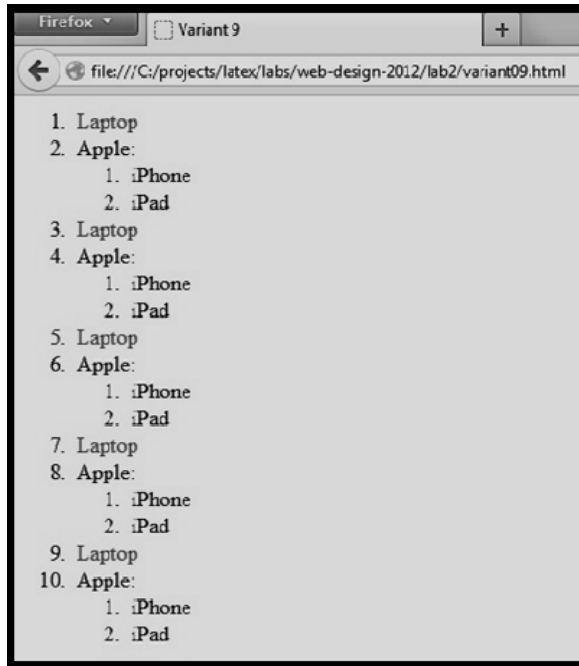 Firefox
Variant 9
+
file:///C:/projects/latex/labs/web-design-2012/lab2/variant09.html
1. Laptop
2. Apple:
1. iPhone
2. iPad
3. Laptop
4. Apple:
1. iPhone
2. iPad
5. Laptop
6. Apple:
1. iPhone
2. iPad
7. Laptop
8. Apple:
1. iPhone
2. iPad
9. Laptop
10. Apple:
1. iPhone
2. iPad